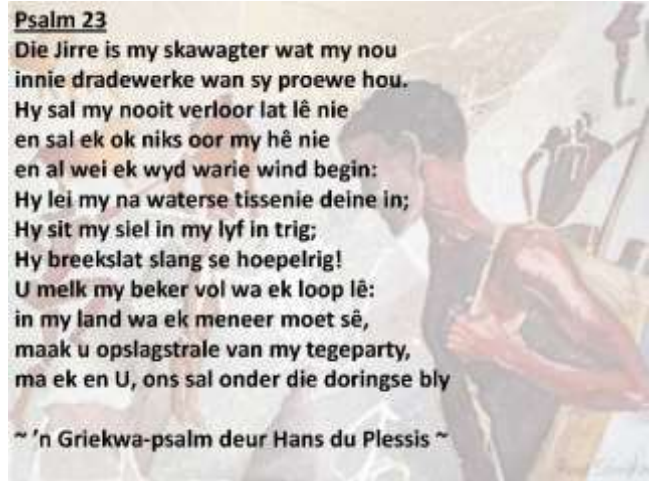 Psalm 23
Die Jirre is my skawagter wat my nou
innie dradewerke wan sy proewe hou.
Hy sal my nooit verloor lat lê nie
en sal ek ok niks oor my hê nie
en al wei ek wyd warie wind begin:
Hy lei my na waterse tissenie deine in;
Hy sit my siel in my lyf in trig;
Hy breekslat slang se hoepelrig!
U melk my beker vol wa ek loop lê:
in my land wa ek meneer moet sê,
maak u opslagstrale van my tegeparty,
ma ek en U, ons sal onder die doringse bly
~ 'n Griekwa-psalm deur Hans du Plessis ~